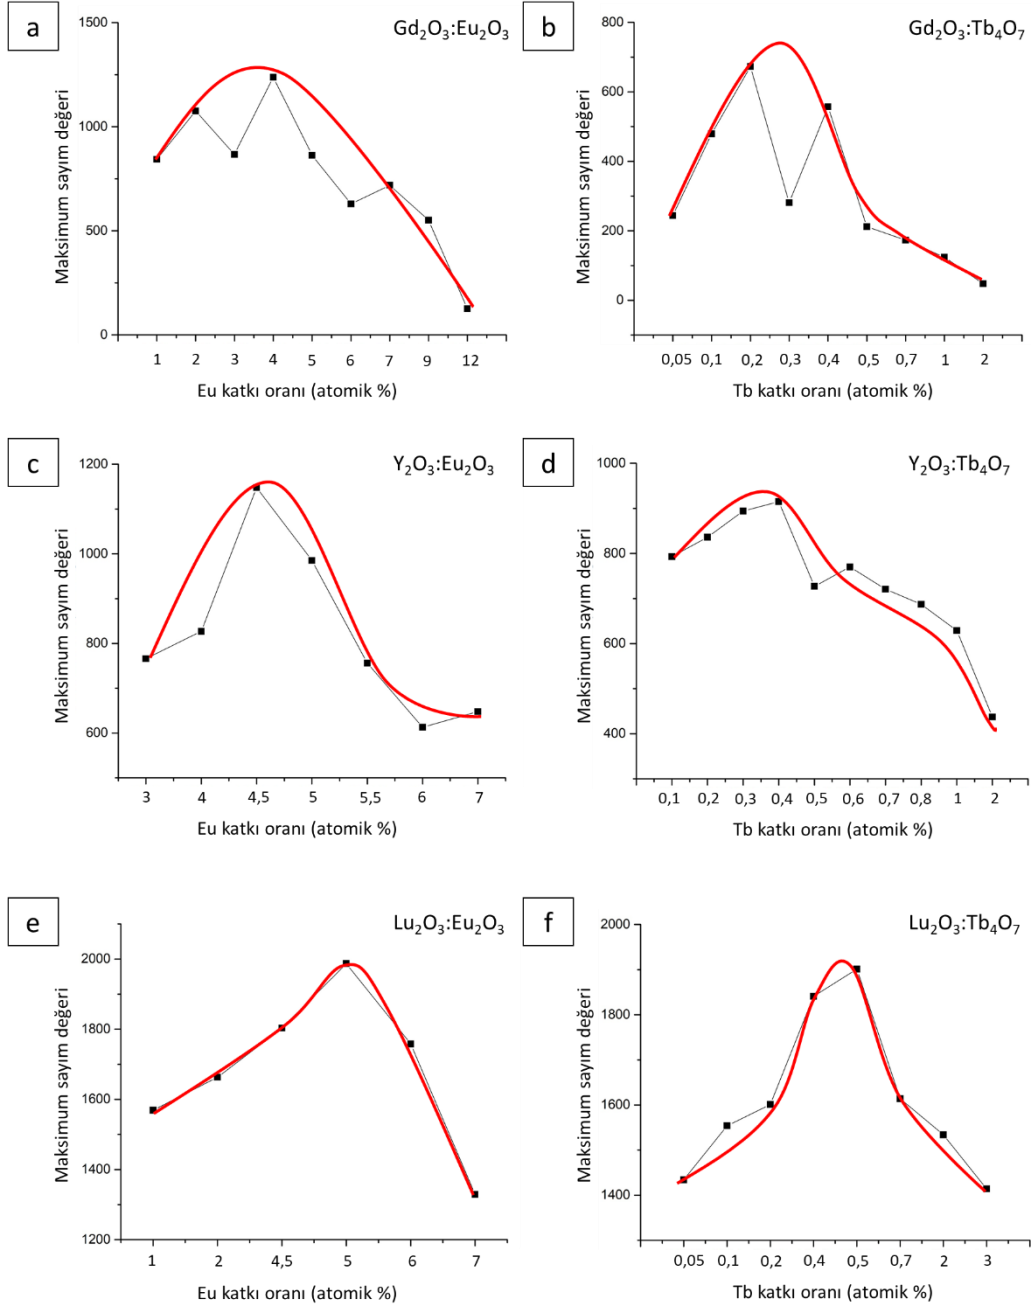 a
Gd₂O₃:Eu₂O₃
Maksimum sayım değeri
1500
1000
500
0
1 2 3 4 5 6 7 9 12
Eu katkı oranı (atomik %)
b
Gd₂O₃:Tb₄O₇
Maksimum sayım değeri
800
600
400
200
0
0,05 0,1 0,2 0,3 0,4 0,5 0,7 1 2
Tb katkı oranı (atomik %)
c
Y₂O₃:Eu₂O₃
Maksimum sayım değeri
1200
1000
800
600
3 4 4,5 5 5,5 6 7
Eu katkı oranı (atomik %)
d
Y₂O₃:Tb₄O₇
Maksimum sayım değeri
1000
800
600
400
0,1 0,2 0,3 0,4 0,5 0,6 0,7 0,8 1 2
Tb katkı oranı (atomik %)
e
Lu₂O₃:Eu₂O₃
Maksimum sayım değeri
2000
1800
1600
1400
1200
1 2 4,5 5 6 7
Eu katkı oranı (atomik %)
f
Lu₂O₃:Tb₄O₇
Maksimum sayım değeri
2000
1800
1600
1400
0,05 0,1 0,2 0,4 0,5 0,7 2 3
Tb katkı oranı (atomik %)